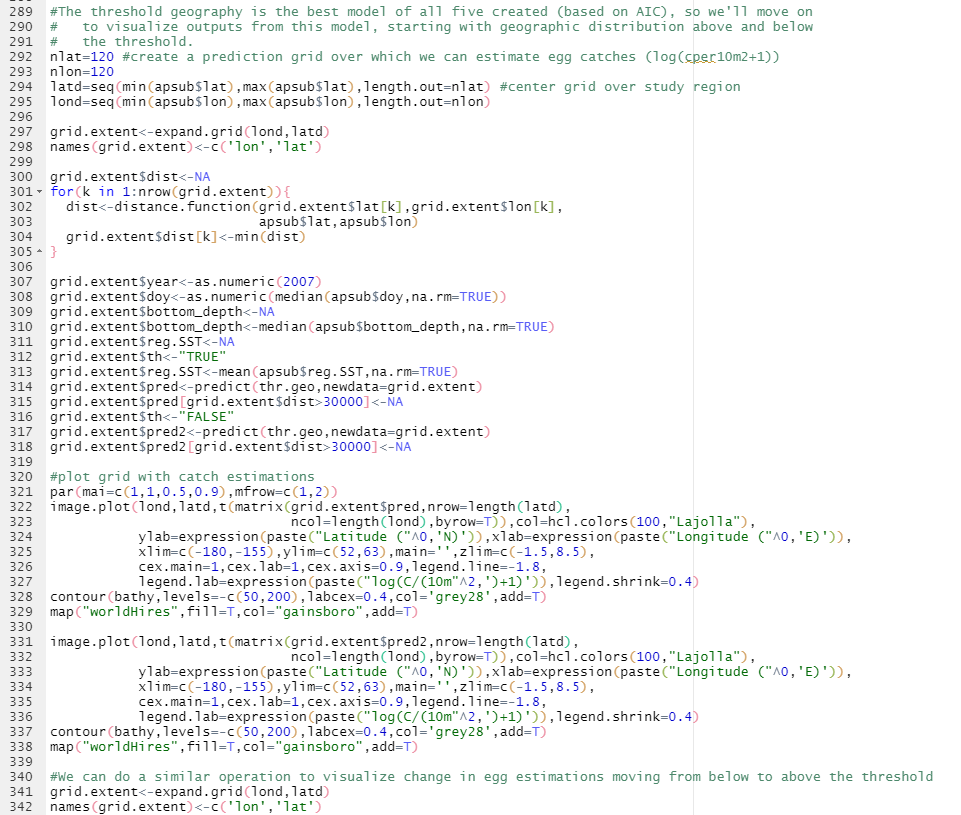 289 #The threshold geography is the best model of all five created (based on AIC), so we'll move on
290 #   to visualize outputs from this model, starting with geographic distribution above and below
291 #   the threshold.
292 nlat=120 #create a prediction grid over which we can estimate egg catches (log(cper10m2+1))
293 nlon=120
294 latd=seq(min(apsub$lat),max(apsub$lat),length.out=nlat) #center grid over study region
295 lond=seq(min(apsub$lon),max(apsub$lon),length.out=nlon)
296
297 grid.extent<-expand.grid(lond,latd)
298 names(grid.extent)<-c('lon','lat')
299
300 grid.extent$dist<-NA
301 for(k in 1:nrow(grid.extent)){
302   dist<-distance.function(grid.extent$lat[k],grid.extent$lon[k],
303                           apsub$lat,apsub$lon)
304   grid.extent$dist[k]<-min(dist)
305 }
306
307 grid.extent$year<-as.numeric(2007)
308 grid.extent$doy<-as.numeric(median(apsub$doy,na.rm=TRUE))
309 grid.extent$bottom_depth<-NA
310 grid.extent$bottom_depth<-median(apsub$bottom_depth,na.rm=TRUE)
311 grid.extent$reg.SST<-NA
312 grid.extent$th<-"TRUE"
313 grid.extent$reg.SST<-mean(apsub$reg.SST,na.rm=TRUE)
314 grid.extent$pred<-predict(thr.geo,newdata=grid.extent)
315 grid.extent$pred[grid.extent$dist>30000]<-NA
316 grid.extent$th<-"FALSE"
317 grid.extent$pred2<-predict(thr.geo,newdata=grid.extent)
318 grid.extent$pred2[grid.extent$dist>30000]<-NA
319
320 #plot grid with catch estimations
321 par(mai=c(1,1,0.5,0.9),mfrow=c(1,2))
322 image.plot(lond,latd,t(matrix(grid.extent$pred,nrow=length(latd),
323                               ncol=length(lond),byrow=T)),col=hcl.colors(100,"Lajolla"),
324            ylab=expression(paste("Latitude ("^0,'N)')),xlab=expression(paste("Longitude ("^0,'E)')),
325            xlim=c(-180,-155),ylim=c(52,63),main='',zlim=c(-1.5,8.5),
326            cex.main=1,cex.lab=1,cex.axis=0.9,legend.line=-1.8,
327            legend.lab=expression(paste("log(C/(10m"^2,')+1)')),legend.shrink=0.4)
328 contour(bathy,levels=-c(50,200),labcex=0.4,col='grey28',add=T)
329 map("worldHires",fill=T,col="gainsboro",add=T)
330
331 image.plot(lond,latd,t(matrix(grid.extent$pred2,nrow=length(latd),
332                               ncol=length(lond),byrow=T)),col=hcl.colors(100,"Lajolla"),
333            ylab=expression(paste("Latitude ("^0,'N)')),xlab=expression(paste("Longitude ("^0,'E)')),
334            xlim=c(-180,-155),ylim=c(52,63),main='',zlim=c(-1.5,8.5),
335            cex.main=1,cex.lab=1,cex.axis=0.9,legend.line=-1.8,
336            legend.lab=expression(paste("log(C/(10m"^2,')+1)')),legend.shrink=0.4)
337 contour(bathy,levels=-c(50,200),labcex=0.4,col='grey28',add=T)
338 map("worldHires",fill=T,col="gainsboro",add=T)
339
340 #We can do a similar operation to visualize change in egg estimations moving from below to above the threshold
341 grid.extent<-expand.grid(lond,latd)
342 names(grid.extent)<-c('lon','lat')